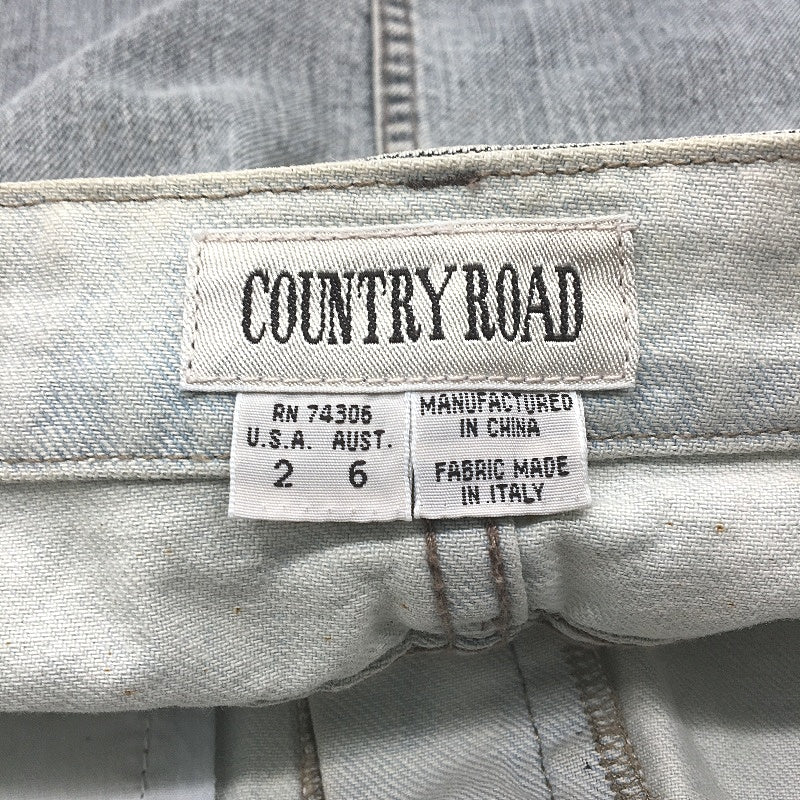 COUNTRY ROAD
RN 74306
U.S.A. AUST.
2 6
MANUFACTURED
IN CHINA
FABRIC MADE
IN ITALY